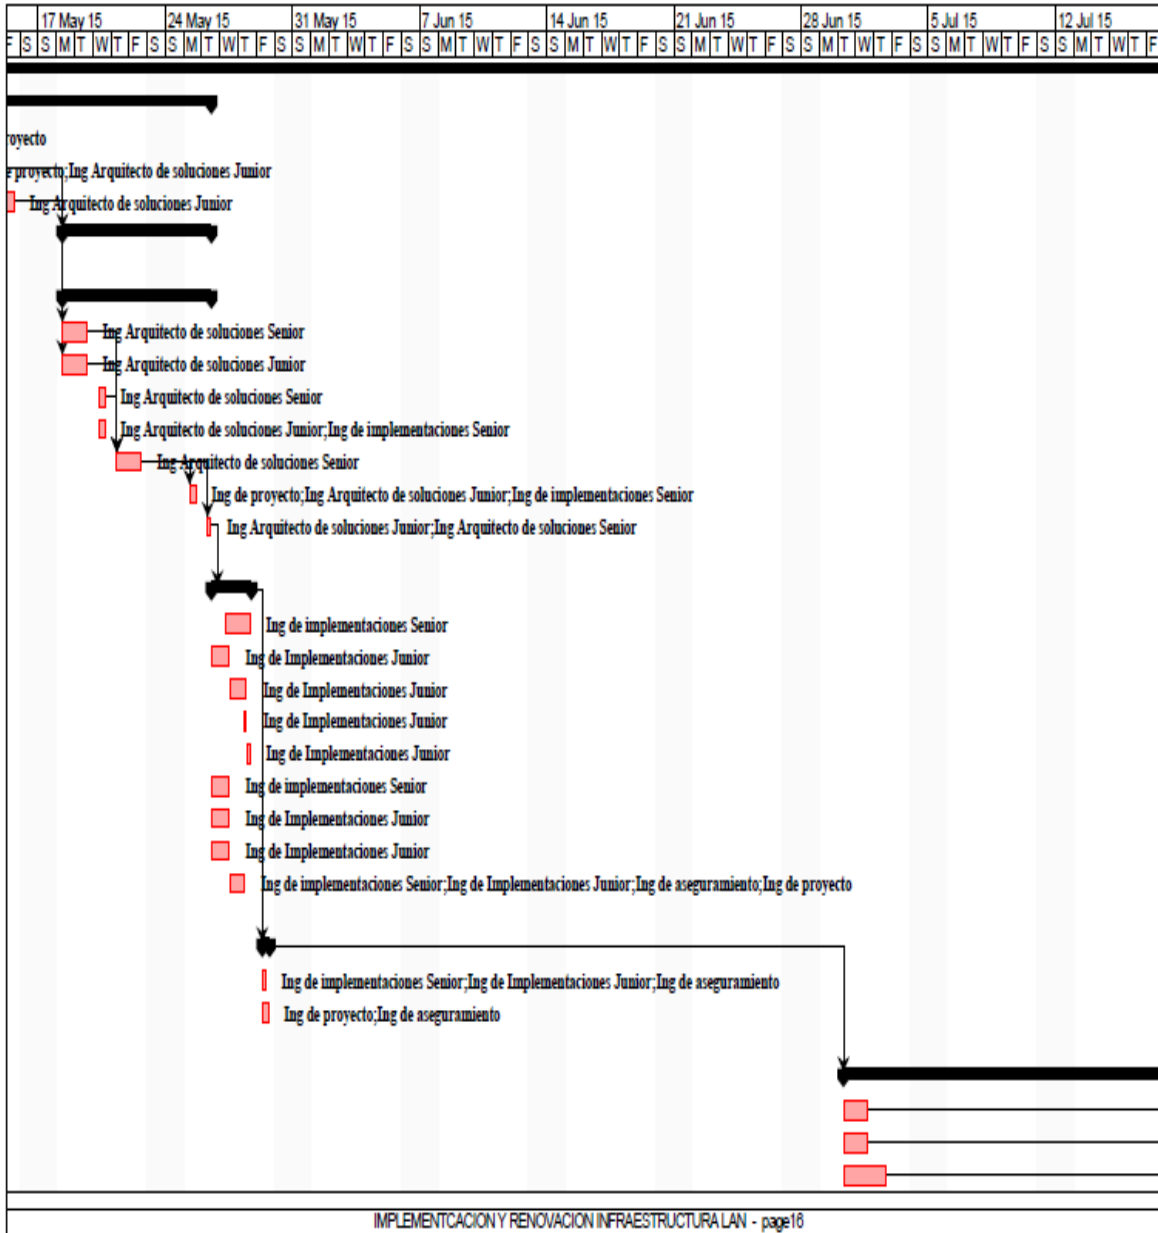 17 May 15 24 May 15 31 May 15 7 Jun 15 14 Jun 15 21 Jun 15 28 Jun 15 5 Jul 15 12 Jul 15
F S S M T W T F S S M T W T F S S M T W T F S S M T W T F S S M T W T F S S M T W T F S S M T W T F S S M T W T F S S M T W T F
royecto
e proyecto;Ing Arquitecto de soluciones Junior
Ing Arquitecto de soluciones Junior
Ing Arquitecto de soluciones Senior
Ing Arquitecto de soluciones Junior
Ing Arquitecto de soluciones Senior
Ing Arquitecto de soluciones Junior;Ing de implementaciones Senior
Ing Arquitecto de soluciones Senior
Ing de proyecto;Ing Arquitecto de soluciones Junior;Ing de implementaciones Senior
Ing Arquitecto de soluciones Junior;Ing Arquitecto de soluciones Senior
Ing de implementaciones Senior
Ing de Implementaciones Junior
Ing de Implementaciones Junior
Ing de Implementaciones Junior
Ing de Implementaciones Junior
Ing de implementaciones Senior
Ing de Implementaciones Junior
Ing de Implementaciones Junior
Ing de implementaciones Senior;Ing de Implementaciones Junior;Ing de aseguramiento;Ing de proyecto
Ing de implementaciones Senior;Ing de Implementaciones Junior;Ing de aseguramiento
Ing de proyecto;Ing de aseguramiento
IMPLEMENTCACION Y RENOVACION INFRAESTRUCTURA LAN - page16